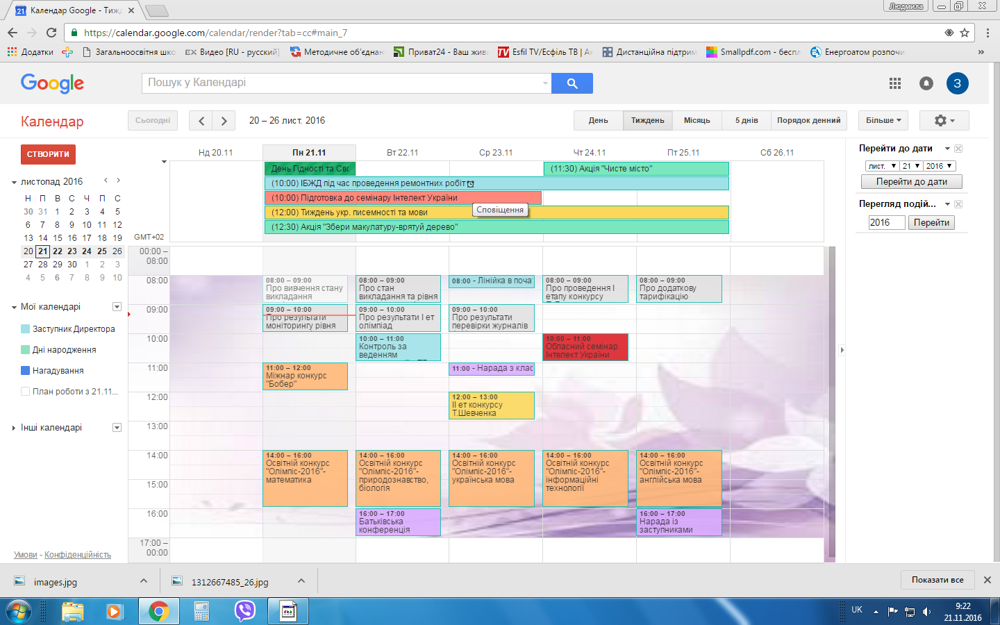 Календар Google - Тиж
Людмила
https://calendar.google.com/calendar/render?tab=cc#main_7
Додатки
Загальноосвітня шко
EX Видео [RU - русский]
Методичне об'єднан
Приват24 - Ваш жив
Esfil TV/Есфіль ТВ | А
Дистанційна підтрим
Smallpdf.com - беспл
Енергоатом розпочи
»
Google
Пошук у Календарі
З
Календар
Сьогодні
20 – 26 лист. 2016
День
Тиждень
Місяць
5 днів
Порядок денний
Більше
СТВОРИТИ
листопад 2016
Н П В С Ч П С
30 31 1 2 3 4 5
6 7 8 9 10 11 12
13 14 15 16 17 18 19
20 21 22 23 24 25 26
27 28 29 30 1 2 3
4 5 6 7 8 9 10
Мої календарі
Заступник Директора
Дні народження
Нагадування
План роботи з 21.11...
Інші календарі
Умови - Конфіденційність
Нд 20.11
Пн 21.11
Вт 22.11
Ср 23.11
Чт 24.11
Пт 25.11
Сб 26.11
GMT+02
День Гідності та Сво
(11:30) Акція "Чисте місто"
(10:00) ІБЖД під час проведення ремонтних робіт
(10:00) Підготовка до семінару Інтелект України
Сповіщення
(12:00) Тиждень укр. писемності та мови
(12:30) Акція "Збери макулатуру-врятуй дерево"
00:00 –
08:00
08:00
09:00
10:00
11:00
12:00
13:00
14:00
15:00
16:00
17:00 –
00:00
08:00 – 09:00
Про вивчення стану
викладання
09:00 – 10:00
Про результати
моніторингу рівня
11:00 – 12:00
Міжнар конкурс
"Бобер"
14:00 – 16:00
Освітній конкурс
"Олімпіс-2016"-
математика
08:00 – 09:00
Про стан
викладання та рівня
09:00 – 10:00
Про результати І ет
олімпіад
10:00 – 11:00
Контроль за
веденням
14:00 – 16:00
Освітній конкурс
"Олімпіс-2016"-
природознавство,
біологія
16:00 – 17:00
Батьківська
конференція
08:00 - Лінійка в поча
09:00 – 10:00
Про результати
перевірки журналів
11:00 - Нарада з клас
12:00 – 13:00
ІІ ет конкурсу
Т.Шевченка
14:00 – 16:00
Освітній конкурс
"Олімпіс-2016"-
українська мова
08:00 – 09:00
Про проведення І
етапу конкурсу
10:00 – 11:00
Обласний семінар
Інтелект України
14:00 – 16:00
Освітній конкурс
"Олімпіс-2016"-
інформаційні
технології
08:00 – 09:00
Про додаткову
тарифікацію
14:00 – 16:00
Освітній конкурс
"Олімпіс-2016"-
англійська мова
16:00 – 17:00
Нарада із
заступниками
Перейти до дати
лист. 21 2016
Перейти до дати
Перегляд подій...
2016 Перейти
images.jpg
1312667485_26.jpg
Показати все
UK
9:22
21.11.2016